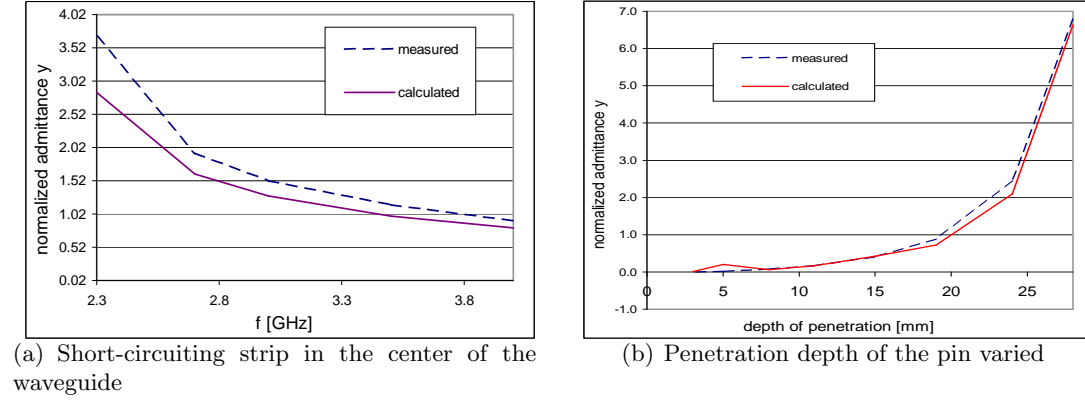 4.02
3.52
3.02
2.52
2.02
1.52
1.02
0.52
0.02
normalized admittance y
measured
calculated
2.3 2.8 3.3 3.8
f [GHz]
(a) Short-circuiting strip in the center of the
waveguide
7.0
6.0
5.0
4.0
3.0
2.0
1.0
0.0
-1.0
normalized admittance y
measured
calculated
0 5 10 15 20 25
depth of penetration [mm]
(b) Penetration depth of the pin varied